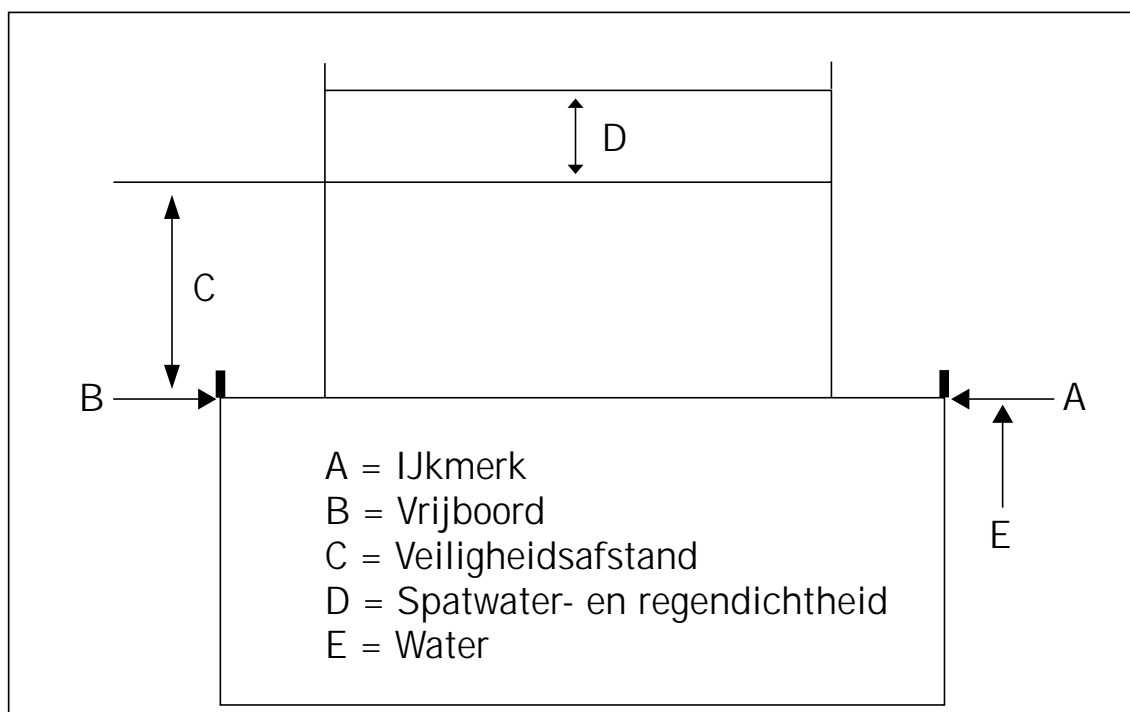 D
C
B
A
A = IJkmerk
B = Vrijboord
C = Veiligheidsafstand
D = Spatwater- en regendichtheid
E = Water
E